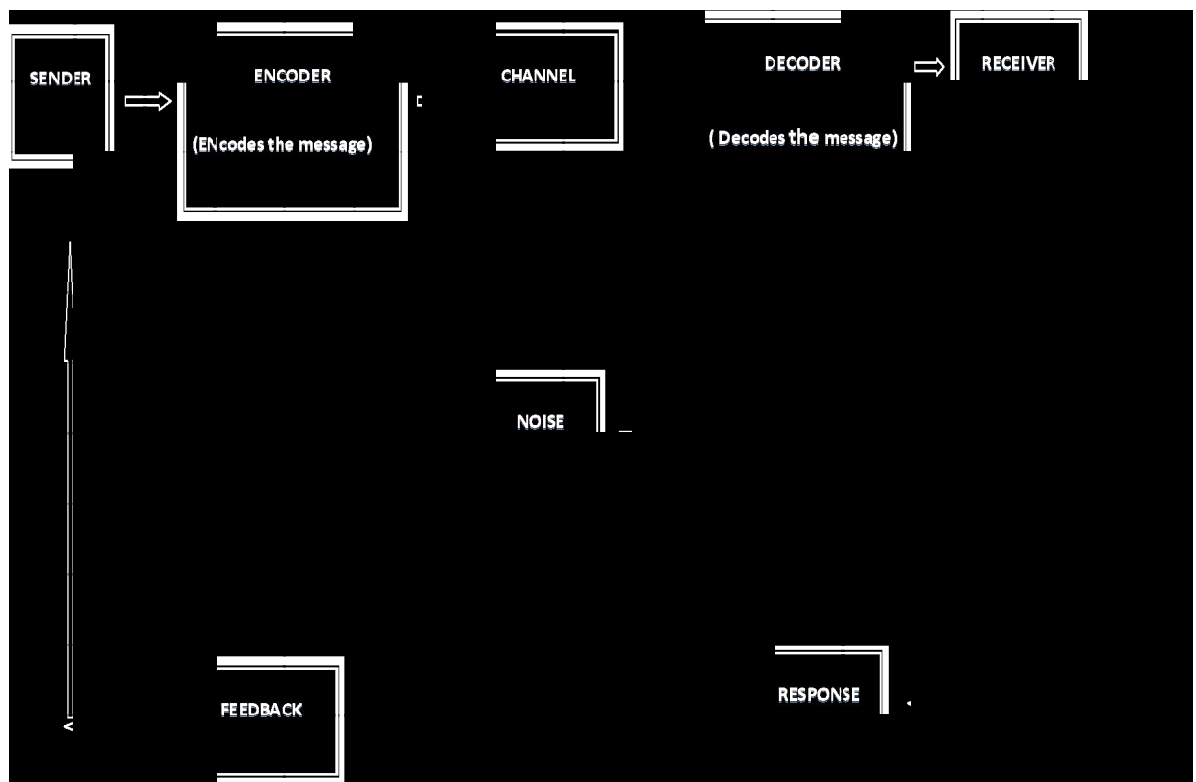 SENDER
ENCODER
(ENcodes the message)
CHANNEL
DECODER
( Decodes the message)
RECEIVER
NOISE
FEEDBACK
RESPONSE